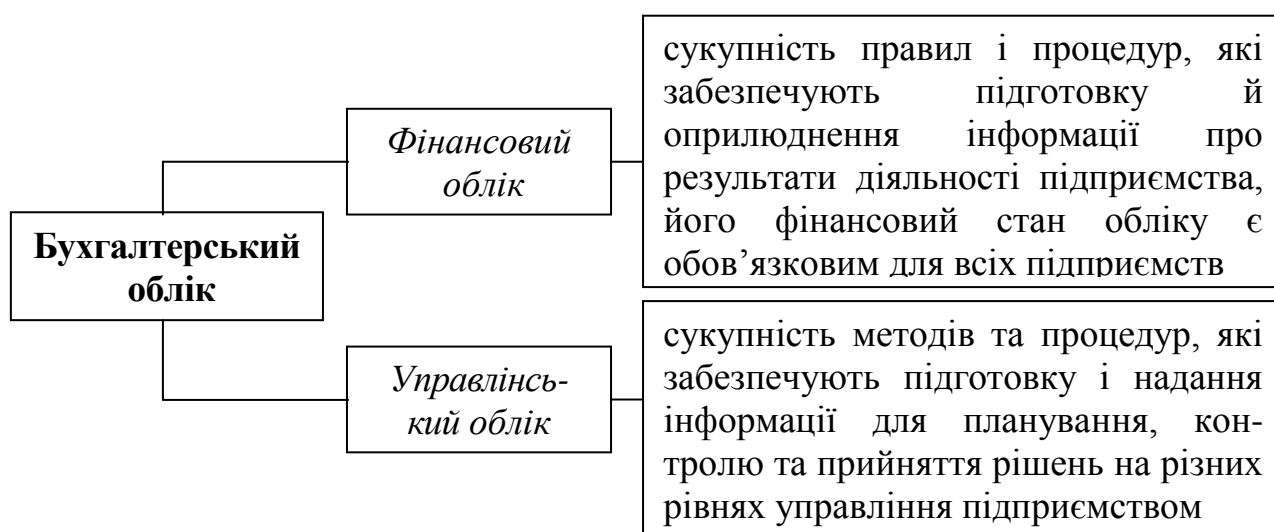 Бухгалтерський
облік
Фінансовий
облік
сукупність правил і процедур, які
забезпечують підготовку й
оприлюднення інформації про
результати діяльності підприємства,
його фінансовий стан обліку є
обов’язковим для всіх підприємств
Управлінсь-
кий облік
сукупність методів та процедур, які
забезпечують підготовку і надання
інформації для планування, кон-
тролю та прийняття рішень на різних
рівнях управління підприємством